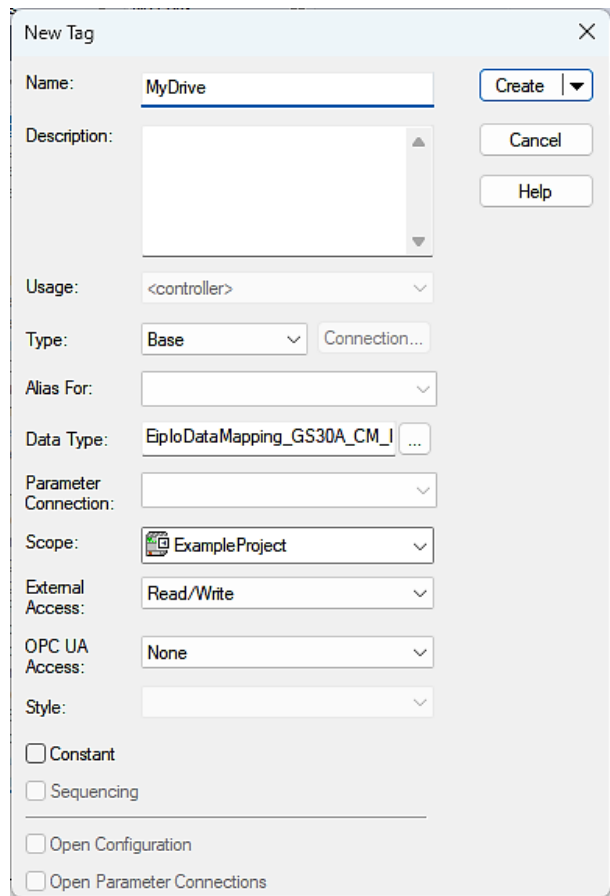 New Tag
Name:
MyDrive
Create
Description:
Cancel
Help
Usage:
<controller>
Type:
Base
Connection...
Alias For:
Data Type:
EipIoDataMapping_GS30A_CM_I
...
Parameter
Connection:
Scope:
ExampleProject
External
Access:
Read/Write
OPC UA
Access:
None
Style:
Constant
Sequencing
Open Configuration
Open Parameter Connections